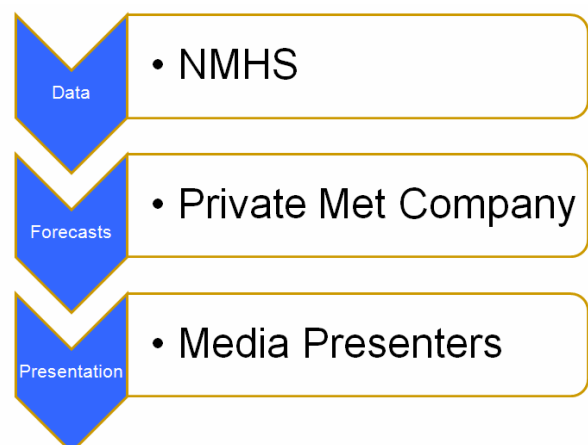 Data
• NMHS
Forecasts
• Private Met Company
Presentation
• Media Presenters